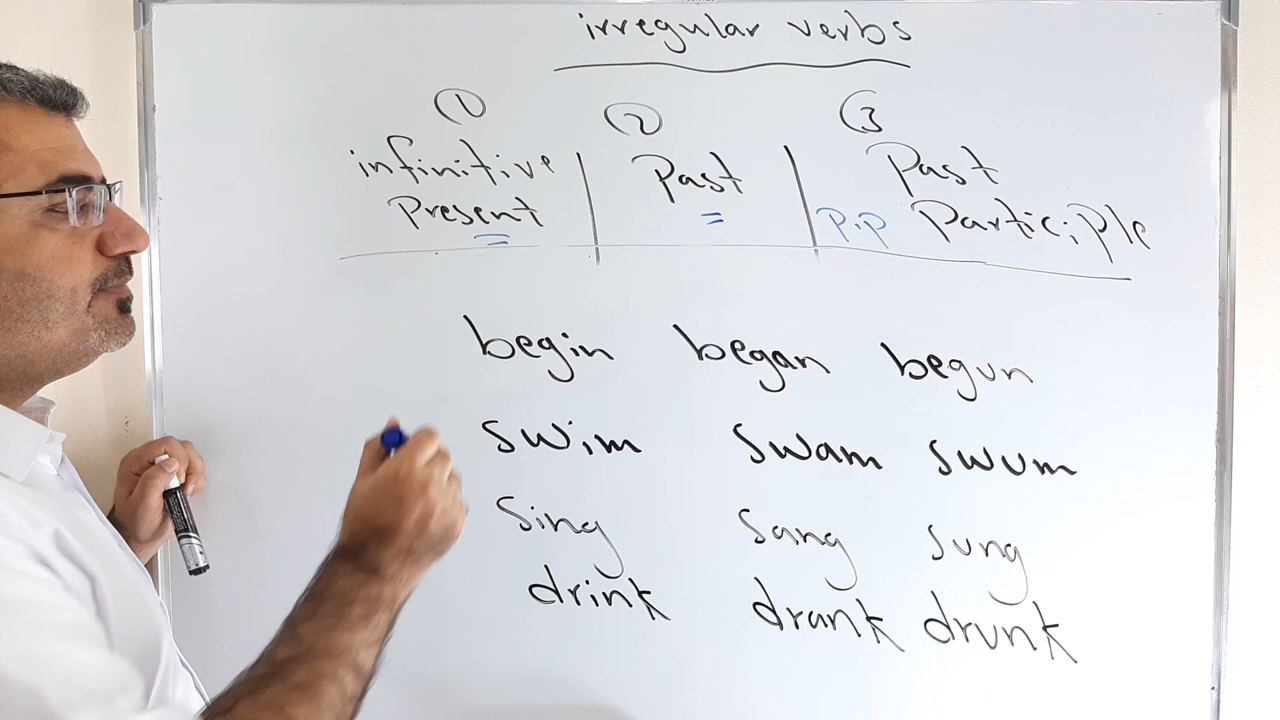 irregular verbs
1 2 3
infinitive Past Past
Present P.P Participle
begin began begun
swim swam swum
sing sang sung
drink drank drunk